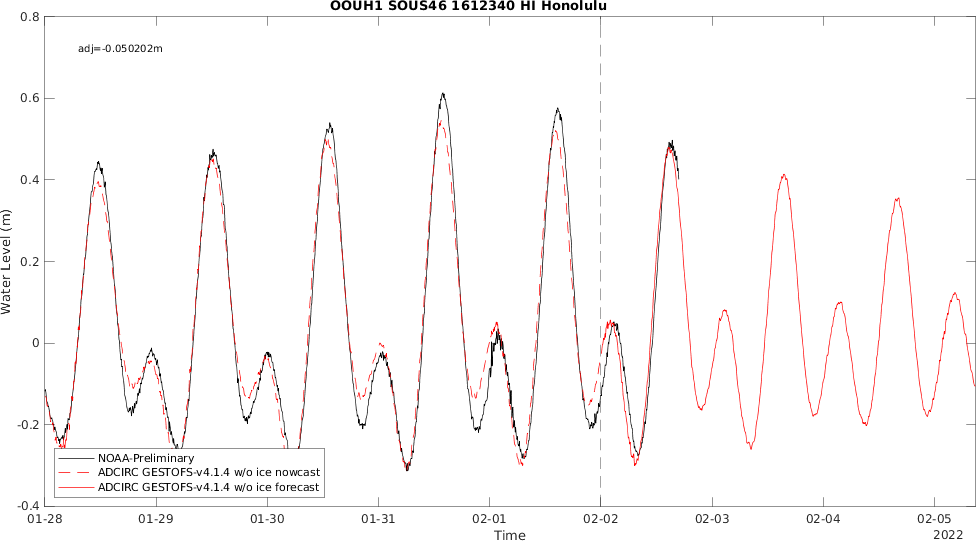 OOUH1 SOUS46 1612340 HI Honolulu
adj=-0.050202m
Water Level (m)
0.8
0.6
0.4
0.2
0
-0.2
-0.4
NOAA-Preliminary
ADCIRC GESTOFS-v4.1.4 w/o ice nowcast
ADCIRC GESTOFS-v4.1.4 w/o ice forecast
01-28 01-29 01-30 01-31 02-01 02-02 02-03 02-04 02-05
Time
2022